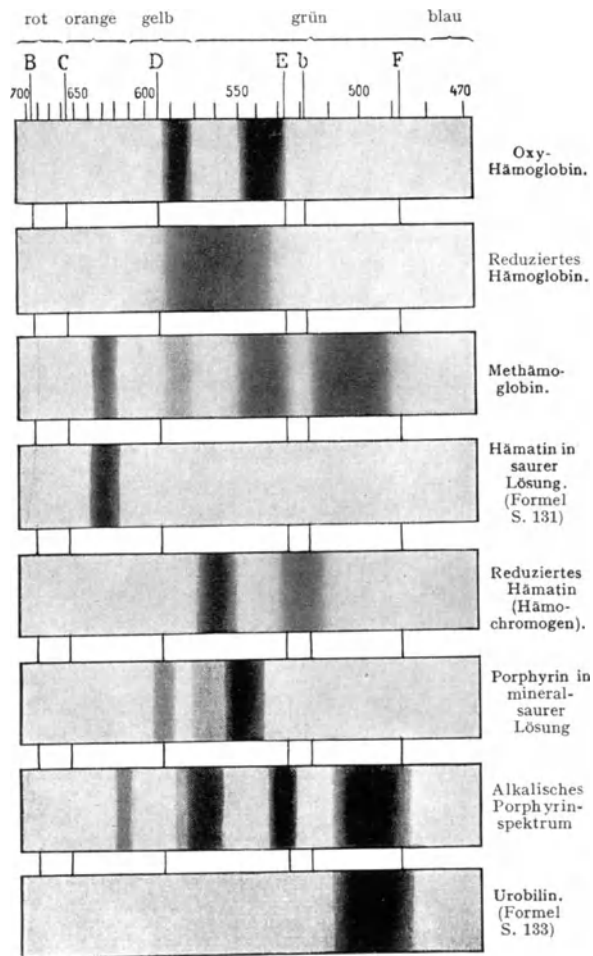 rot orange gelb grün blau
B C D E b F
700 650 600 550 500 470
Oxy-
Hämoglobin.
Reduziertes
Hämoglobin.
Methämo-
globin.
Hämatin in
saurer
Lösung.
(Formel
S. 131)
Reduziertes
Hämatin
(Hämo-
chromogen).
Porphyrin in
mineral-
saurer
Lösung
Alkalisches
Porphyrin-
spektrum
Urobilin.
(Formel
S. 133)